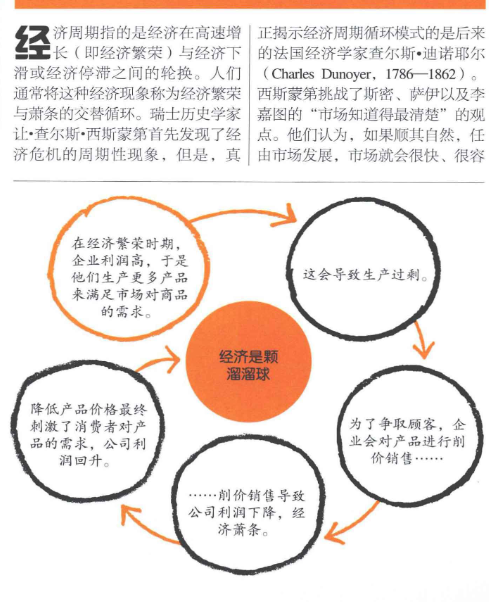 经济周期指的是经济在高速增
长（即经济繁荣）与经济下
滑或经济停滞之间的轮换。人们
通常将这种经济现象称为经济繁荣
与萧条的交替循环。瑞士历史学家
让•查尔斯•西斯蒙第首先发现了经
济危机的周期性现象，但是，真
正揭示经济周期循环模式的是后来
的法国经济学家查尔斯•迪诺耶尔
（Charles Dunoyer，1786—1862）。
西斯蒙第挑战了斯密、萨伊以及李
嘉图的“市场知道得最清楚”的观
点。他们认为，如果顺其自然，任
由市场发展，市场就会很快、很容
在经济繁荣时期，
企业利润高，于是
他们生产更多产品
来满足市场对商品
的需求。
这会导致生产过剩。
为了争取顾客，企
业会对产品进行削
价销售……
……削价销售导致
公司利润下降，经
济萧条。
降低产品价格最终
刺激了消费者对产
品的需求，公司利
润回升。
经济是颗
溜溜球